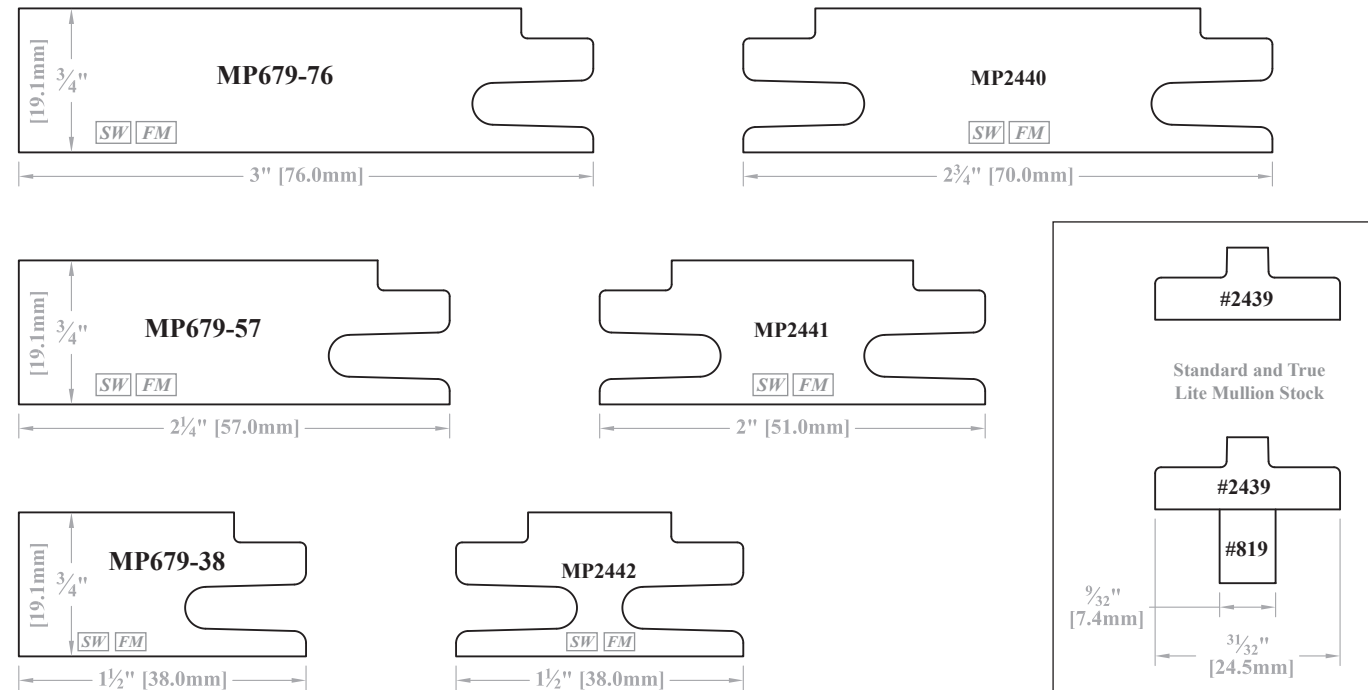 MP679-76
[19.1mm]
3/4"
SW FM
3" [76.0mm]
MP2440
SW FM
2 3/4" [70.0mm]
MP679-57
[19.1mm]
3/4"
SW FM
2 1/4" [57.0mm]
MP2441
SW FM
2" [51.0mm]
MP679-38
[19.1mm]
3/4"
SW FM
1 1/2" [38.0mm]
MP2442
SW FM
1 1/2" [38.0mm]
#2439
Standard and True
Lite Mullion Stock
#2439
#819
9/32"
[7.4mm]
31/32"
[24.5mm]